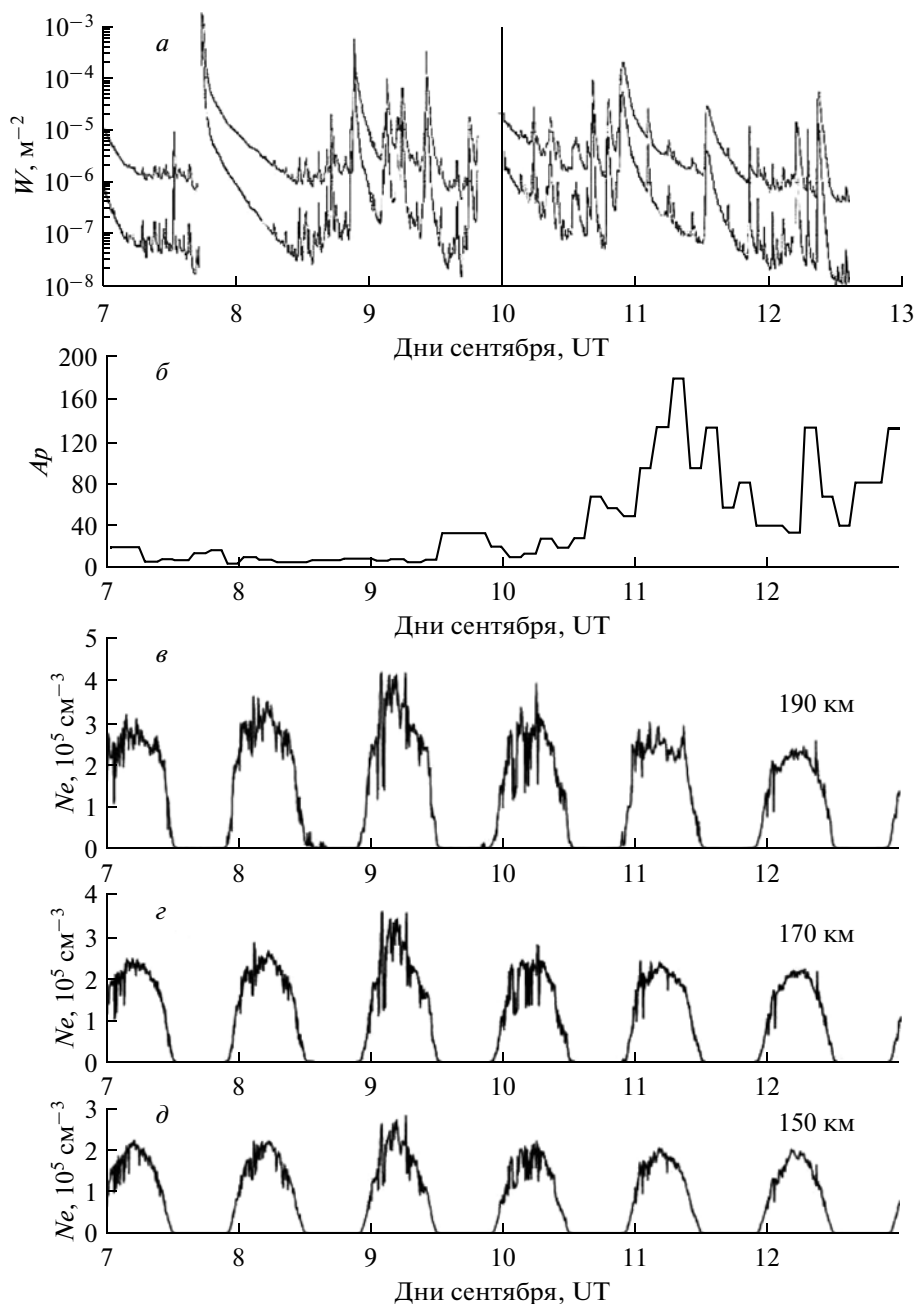 а
W, м−2
10−3
10−4
10−5
10−6
10−7
10−8
7 8 9 10 11 12 13
Дни сентября, UT
б
Ap
200
160
120
80
40
0
7 8 9 10 11 12
Дни сентября, UT
в
190 км
Ne, 10⁵ см−3
5
4
3
2
1
0
7 8 9 10 11 12
г
170 км
Ne, 10⁵ см−3
4
3
2
1
0
7 8 9 10 11 12
д
150 км
Ne, 10⁵ см−3
3
2
1
0
7 8 9 10 11 12
Дни сентября, UT